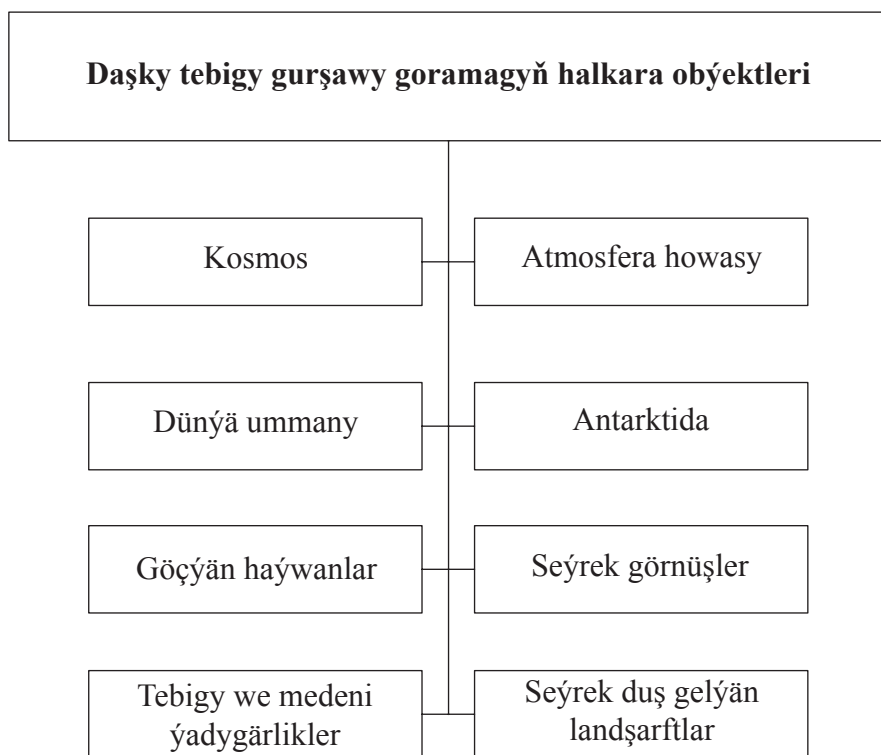 Daşky tebigy gurşawy goramagyň halkara obýektleri
Kosmos
Atmosfera howasy
Dünýä ummany
Antarktida
Göçýän haýwanlar
Seýrek görnüşler
Tebigy we medeni
ýadygärlikler
Seýrek duş gelýän
landşarftlar